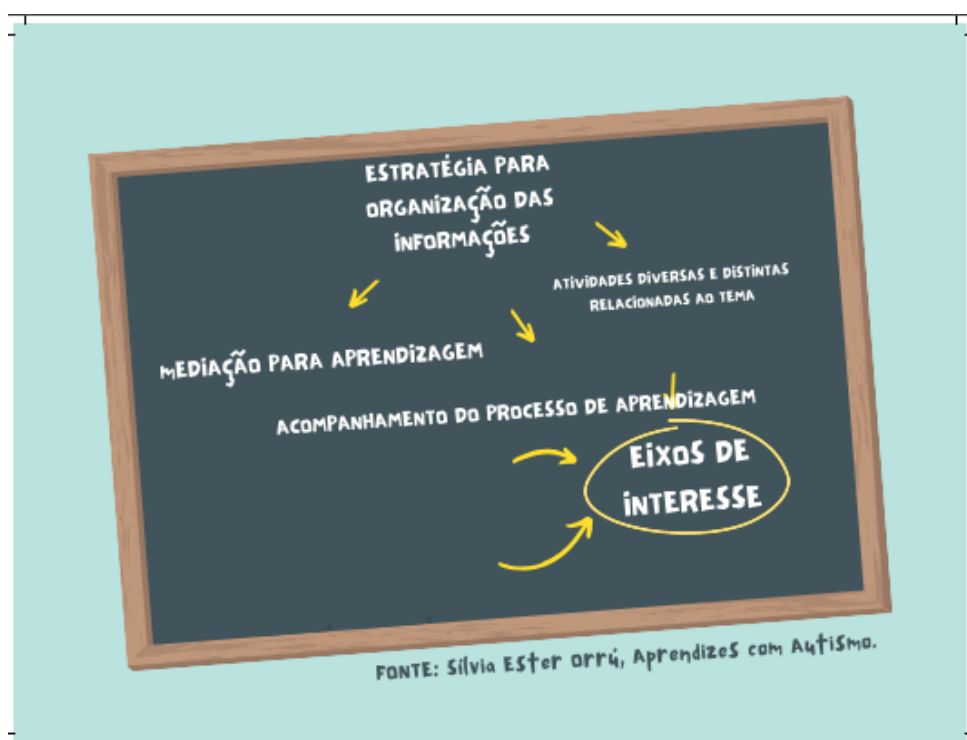 ESTRATÉGIA PARA
ORGANIZAÇÃO DAS
INFORMAÇÕES
ATIVIDADES DIVERSAS E DISTINTAS
RELACIONADAS AO TEMA
MEDIAÇÃO PARA APRENDIZAGEM
ACOMPANHAMENTO DO PROCESSO DE APRENDIZAGEM
EIXOS DE
INTERESSE
FONTE: Sílvia Ester Orrú, Aprendizes com Autismo.